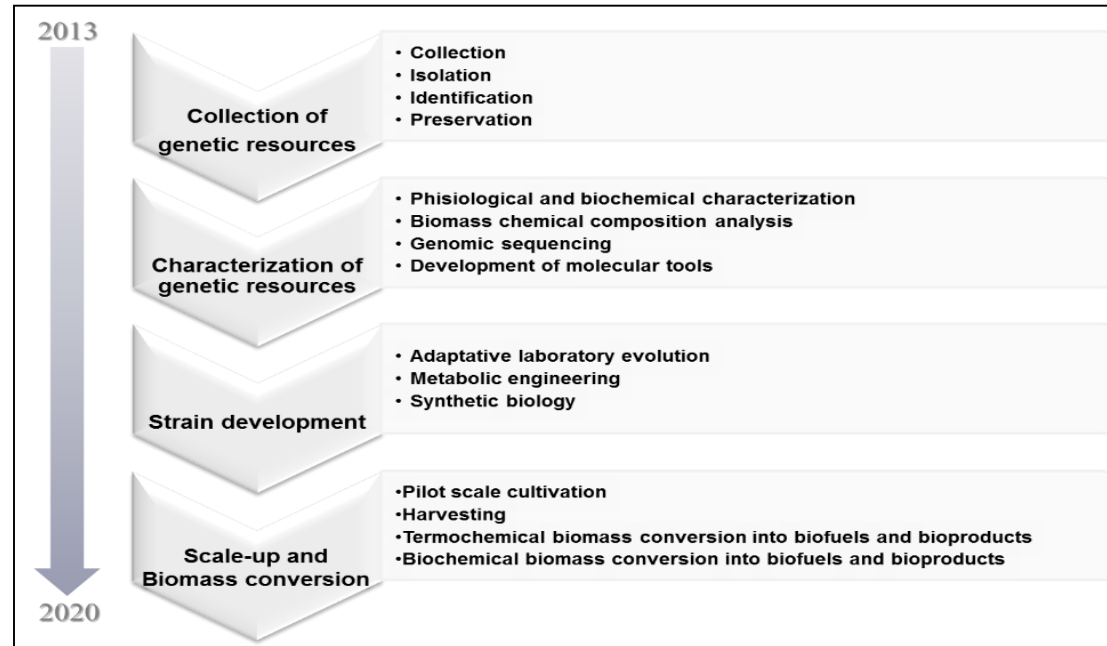 2013
Collection of
genetic resources
• Collection
• Isolation
• Identification
• Preservation
Characterization of
genetic resources
• Phisiological and biochemical characterization
• Biomass chemical composition analysis
• Genomic sequencing
• Development of molecular tools
Strain development
• Adaptative laboratory evolution
• Metabolic engineering
• Synthetic biology
Scale-up and
Biomass conversion
•Pilot scale cultivation
•Harvesting
•Termochemical biomass conversion into biofuels and bioproducts
•Biochemical biomass conversion into biofuels and bioproducts
2020